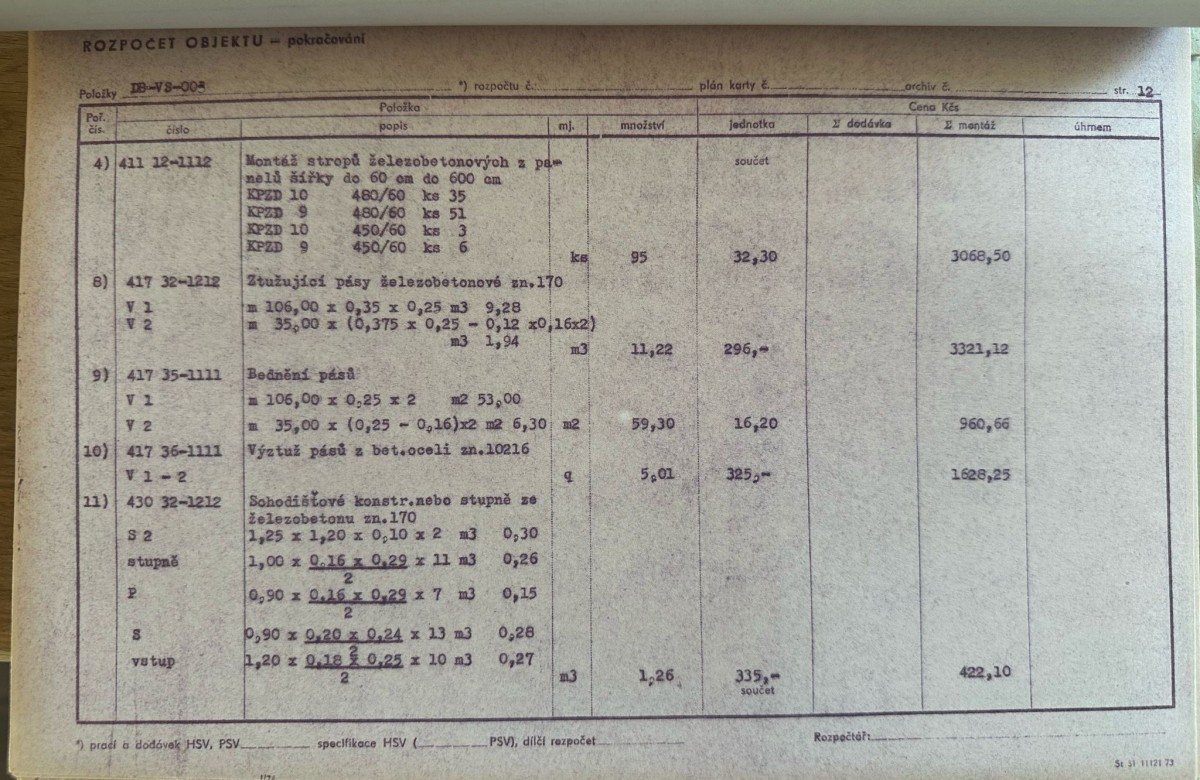 ROZPOČET OBJEKTU – pokračování
Položky DB-VS-008 *) rozpočtu č.: plán karty č. archiv č. str. 12
Položka Cena Kčs
Poř. čís. číslo popis mj. množství jednotka Σ dodávka Σ montáž úhrnem
4) 411 12-1112 Montáž stropů železobetonových z pa- součet
nelů šířky do 60 cm do 600 cm
KPZD 10 480/60 ks 35
KPZD 9 480/60 ks 51
KPZD 10 450/60 ks 3
KPZD 9 450/60 ks 6
ks 95 32,30 3068,50
8) 417 32-1212 Ztužující pásy železobetonové zn.170
V 1 m 106,00 x 0,35 x 0,25 m3 9,28
V 2 m 35,00 x (0,375 x 0,25 - 0,12 x0,16x2)
m3 1,94
m3 11,22 296,- 3321,12
9) 417 35-1111 Bednění pásů
V 1 m 106,00 x 0,25 x 2 m2 53,00
V 2 m 35,00 x (0,25 - 0,16)x2 m2 6,30 m2 59,30 16,20 960,66
10) 417 36-1111 Výztuž pásů z bet.oceli zn.10216
V 1 - 2 q 5,01 325,- 1628,25
11) 430 32-1212 Schodišťové konstr.nebo stupně ze
železobetonu zn.170
S 2 1,25 x 1,20 x 0,10 x 2 m3 0,30
stupně 1,00 x 0,16 x 0,29 x 11 m3 0,26
2
P 0,90 x 0,16 x 0,29 x 7 m3 0,15
2
S 0,90 x 0,20 x 0,24 x 13 m3 0,28
2
vstup 1,20 x 0,18 x 0,25 x 10 m3 0,27
2
m3 1,26 335,- 422,10
součet
*) prací a dodávek HSV, PSV specifikace HSV ( PSV), dílčí rozpočet Rozpočtář:
St 31 11121 73